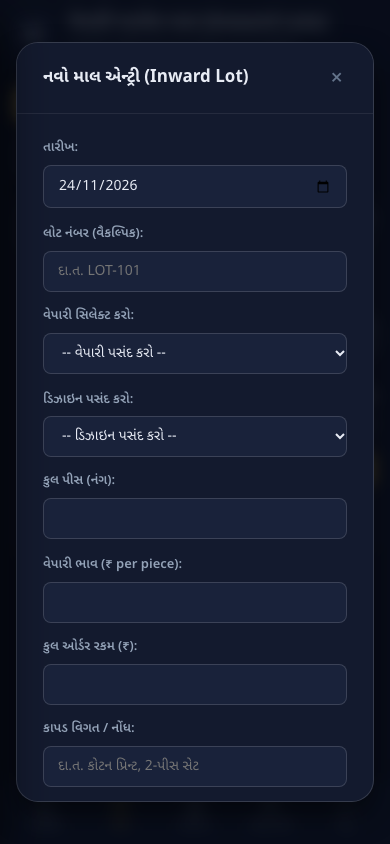 નવો માલ એન્ટ્રી (Inward Lot)
×
તારીખ:
24/11/2026
લોટ નંબર (વૈકલ્પિક):
દા.ત. LOT-101
વેપારી સિલેક્ટ કરો:
-- વેપારી પસંદ કરો --
ડિઝાઇન પસંદ કરો:
-- ડિઝાઇન પસંદ કરો --
કુલ પીસ (નંગ):
વેપારી ભાવ (₹ per piece):
કુલ ઓર્ડર રકમ (₹):
કાપડ વિગત / નોંધ:
દા.ત. કોટન પ્રિન્ટ, 2-પીસ સેટ